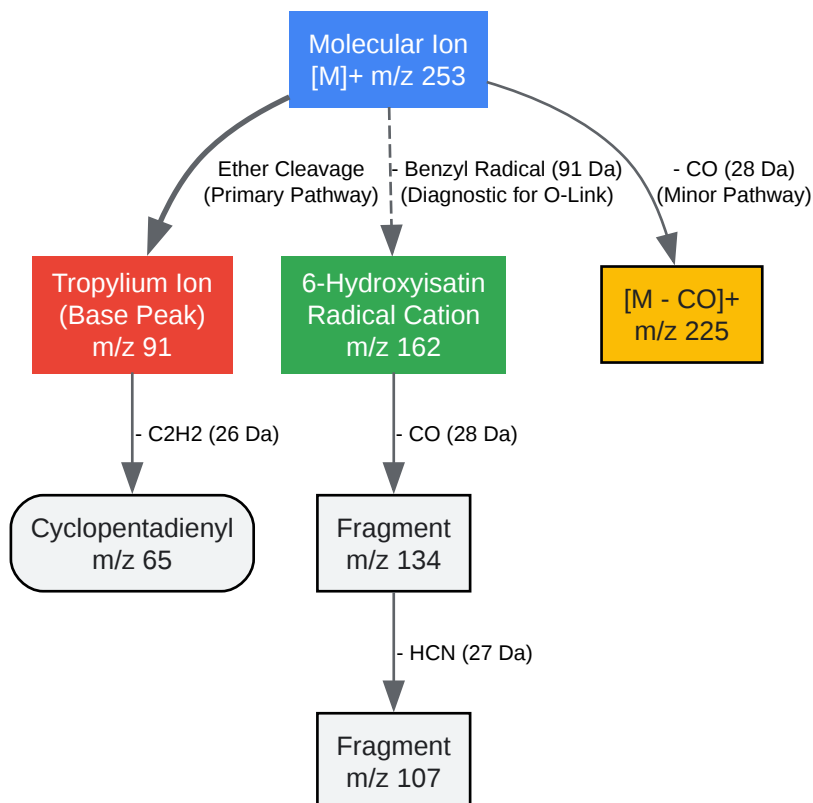 Molecular Ion
[M]+ m/z 253
Ether Cleavage
(Primary Pathway)
- Benzyl Radical (91 Da)
(Diagnostic for O-Link)
- CO (28 Da)
(Minor Pathway)
Tropylium Ion
(Base Peak)
m/z 91
6-Hydroxyisatin
Radical Cation
m/z 162
[M - CO]+
m/z 225
- C2H2 (26 Da)
- CO (28 Da)
Cyclopentadienyl
m/z 65
Fragment
m/z 134
- HCN (27 Da)
Fragment
m/z 107